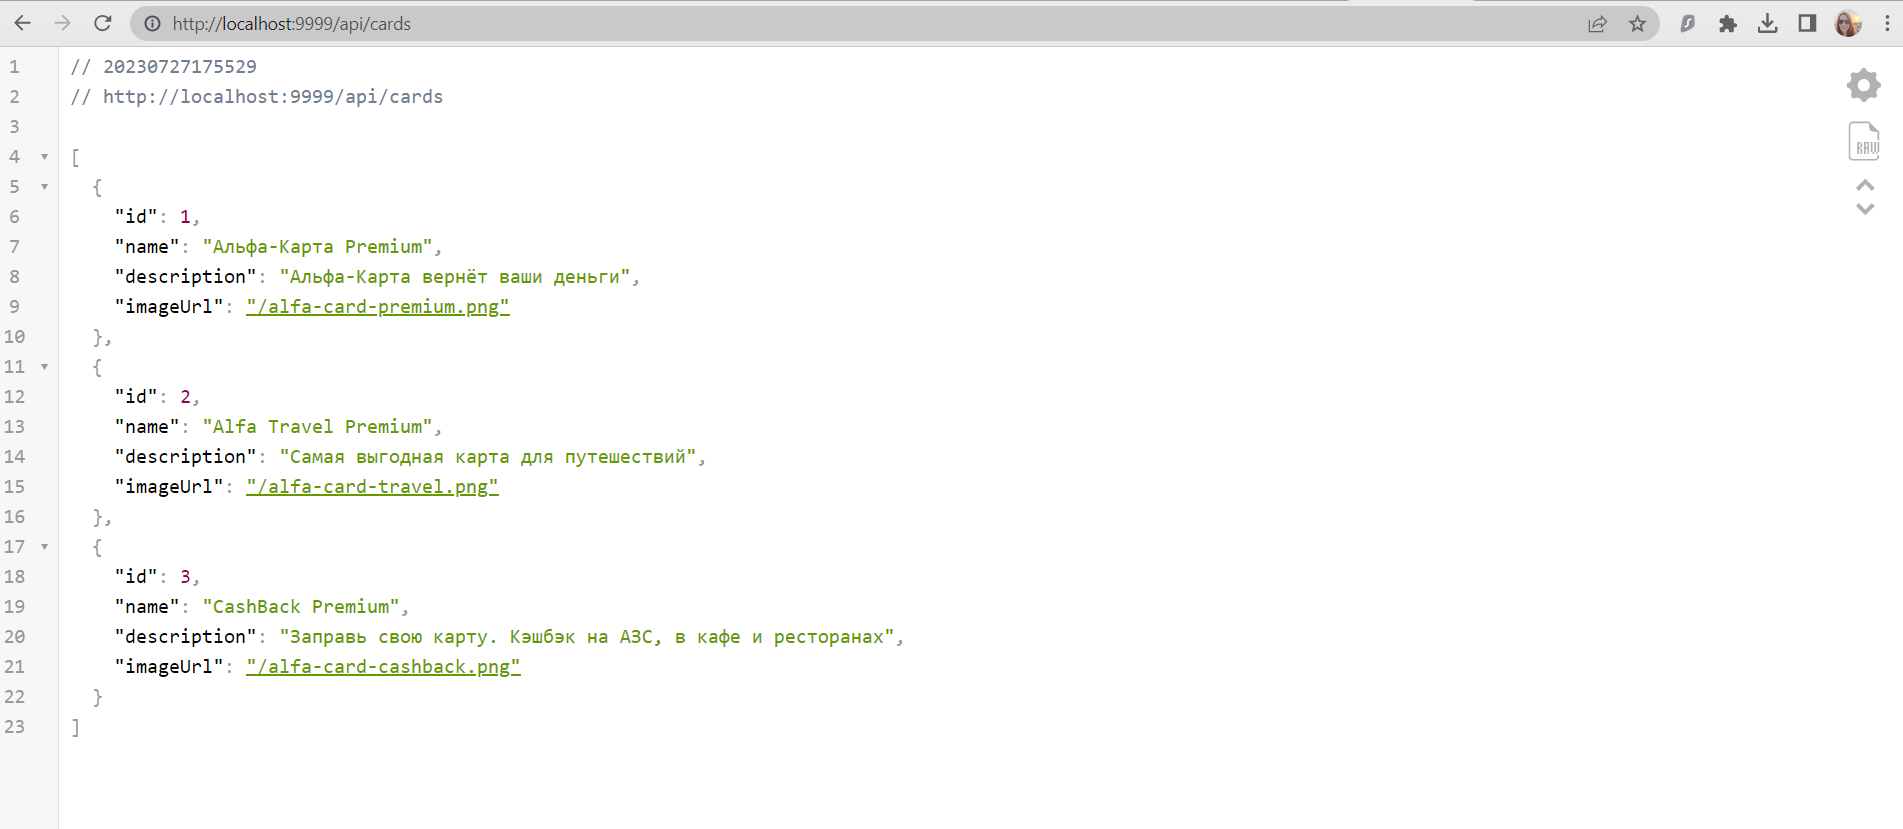 http://localhost:9999/api/cards
1 // 20230727175529
2 // http://localhost:9999/api/cards
3
4 [
5 {
6 "id": 1,
7 "name": "Альфа-Карта Premium",
8 "description": "Альфа-Карта вернёт ваши деньги",
9 "imageUrl": "/alfa-card-premium.png"
10 },
11 {
12 "id": 2,
13 "name": "Alfa Travel Premium",
14 "description": "Самая выгодная карта для путешествий",
15 "imageUrl": "/alfa-card-travel.png"
16 },
17 {
18 "id": 3,
19 "name": "CashBack Premium",
20 "description": "Заправь свою карту. Кэшбэк на АЗС, в кафе и ресторанах",
21 "imageUrl": "/alfa-card-cashback.png"
22 }
23 ]
RAW